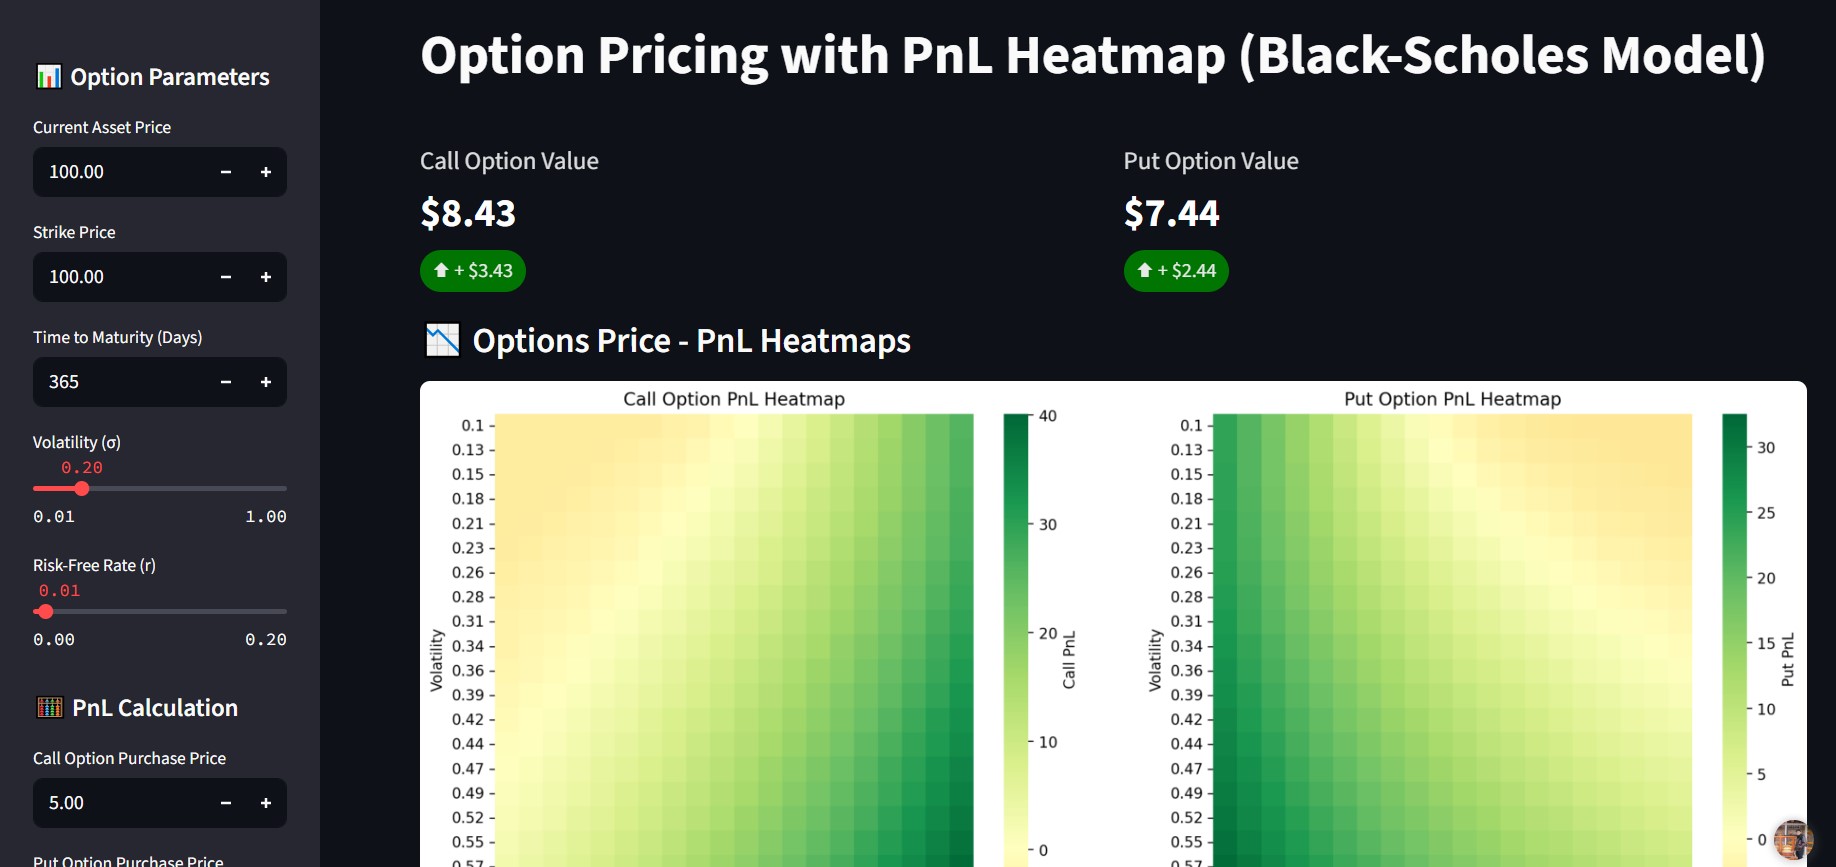 Option Parameters
Current Asset Price
100.00 − +
Strike Price
100.00 − +
Time to Maturity (Days)
365 − +
Volatility (σ)
0.20
0.01 1.00
Risk-Free Rate (r)
0.01
0.00 0.20
PnL Calculation
Call Option Purchase Price
5.00 − +
Put Option Purchase Price
Option Pricing with PnL Heatmap (Black-Scholes Model)
Call Option Value
$8.43
+ $3.43
Put Option Value
$7.44
+ $2.44
Options Price - PnL Heatmaps
Call Option PnL Heatmap
Volatility
0.1
0.13
0.15
0.18
0.21
0.23
0.26
0.28
0.31
0.34
0.36
0.39
0.42
0.44
0.47
0.49
0.52
0.55
0.57
40
30
20
10
0
Call PnL
Put Option PnL Heatmap
Volatility
0.1
0.13
0.15
0.18
0.21
0.23
0.26
0.28
0.31
0.34
0.36
0.39
0.42
0.44
0.47
0.49
0.52
0.55
0.57
30
25
20
15
10
5
0
Put PnL